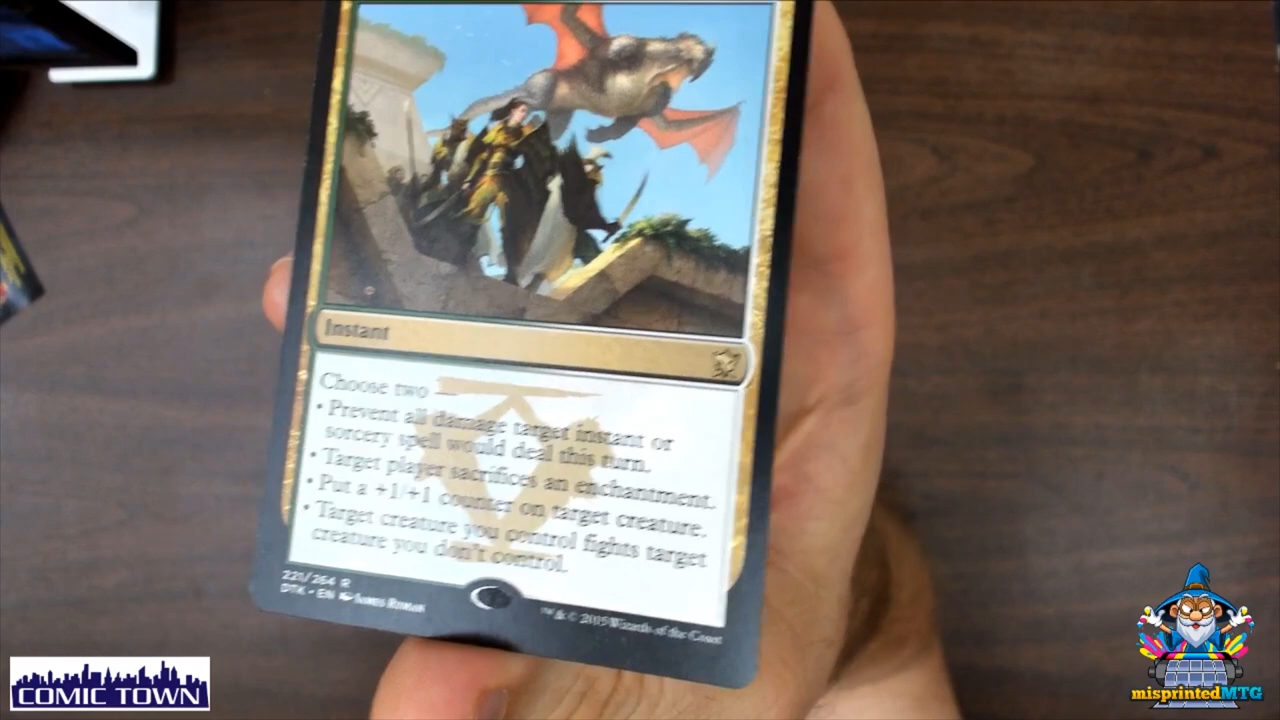 Instant
Choose two —
• Prevent all damage target instant or
sorcery spell would deal this turn.
• Target player sacrifices an enchantment.
• Put a +1/+1 counter on target creature.
• Target creature you control fights target
creature you don't control.
221/264 R
DTK • EN James Ryman
™ & © 2015 Wizards of the Coast
COMIC TOWN
misprintedMTG